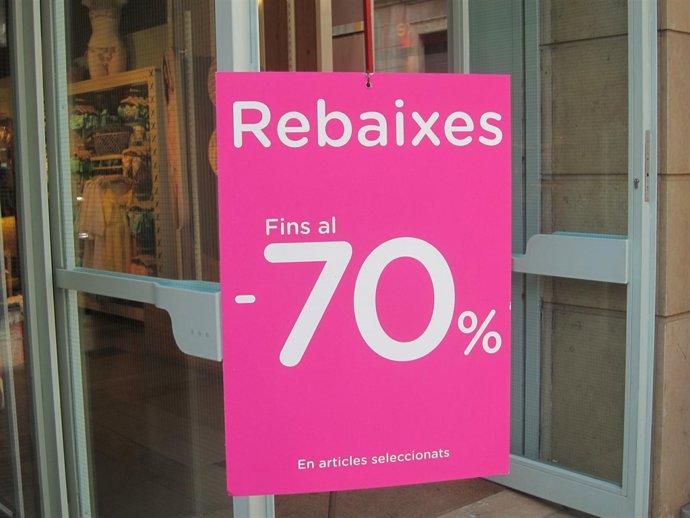 Rebaixes
Fins al
-70%
En articles seleccionats